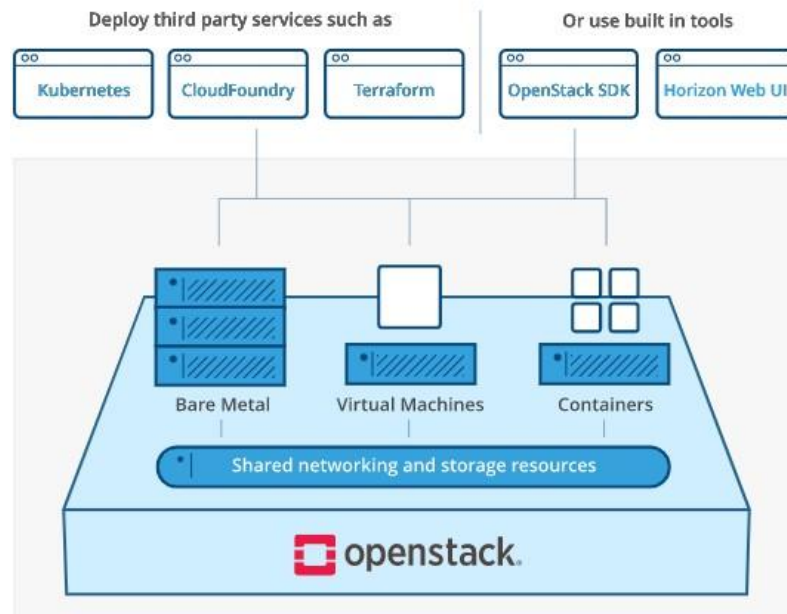 Deploy third party services such as
Or use built in tools
Kubernetes
CloudFoundry
Terraform
OpenStack SDK
Horizon Web UI
Bare Metal
Virtual Machines
Containers
Shared networking and storage resources
openstack.